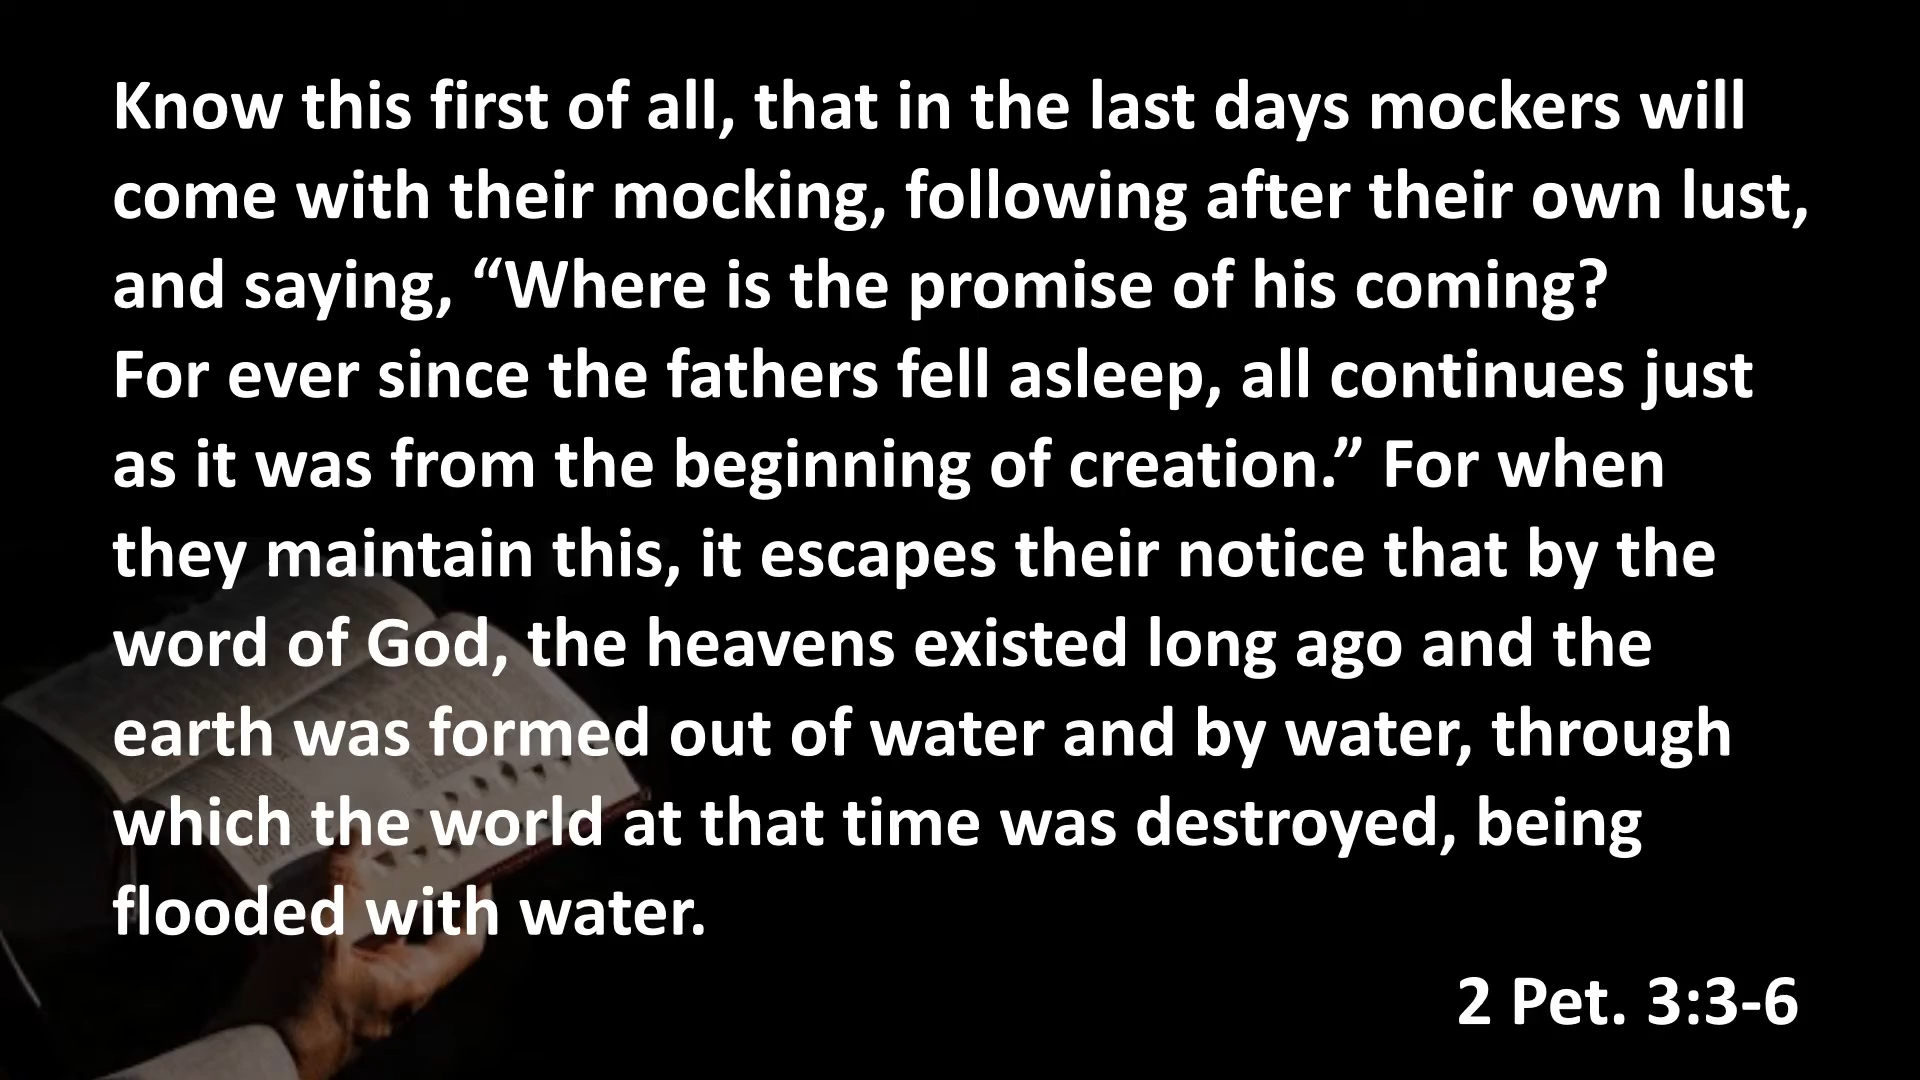 Know this first of all, that in the last days mockers will
come with their mocking, following after their own lust,
and saying, “Where is the promise of his coming?
For ever since the fathers fell asleep, all continues just
as it was from the beginning of creation.” For when
they maintain this, it escapes their notice that by the
word of God, the heavens existed long ago and the
earth was formed out of water and by water, through
which the world at that time was destroyed, being
flooded with water.
2 Pet. 3:3-6